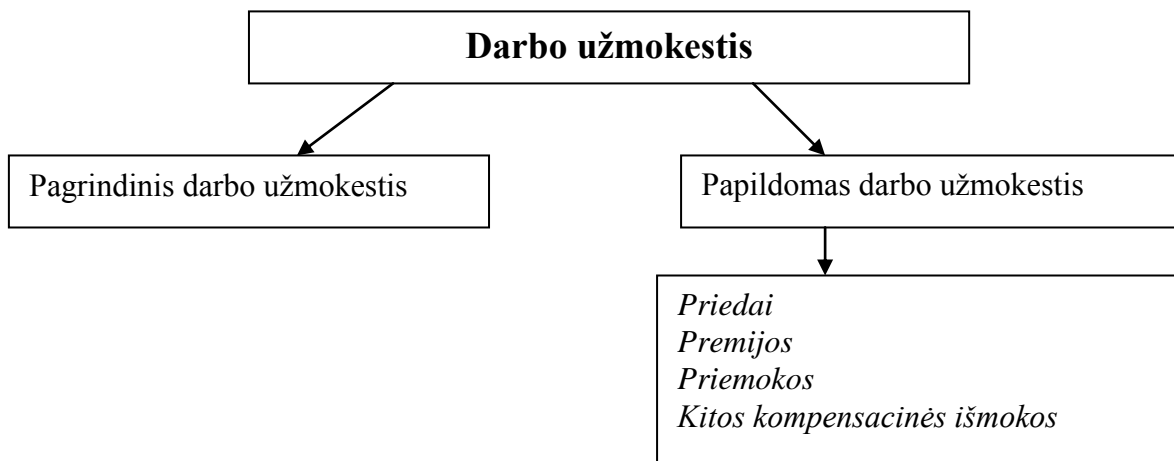 Darbo užmokestis
Pagrindinis darbo užmokestis
Papildomas darbo užmokestis
Priedai
Premijos
Priemokos
Kitos kompensacinės išmokos